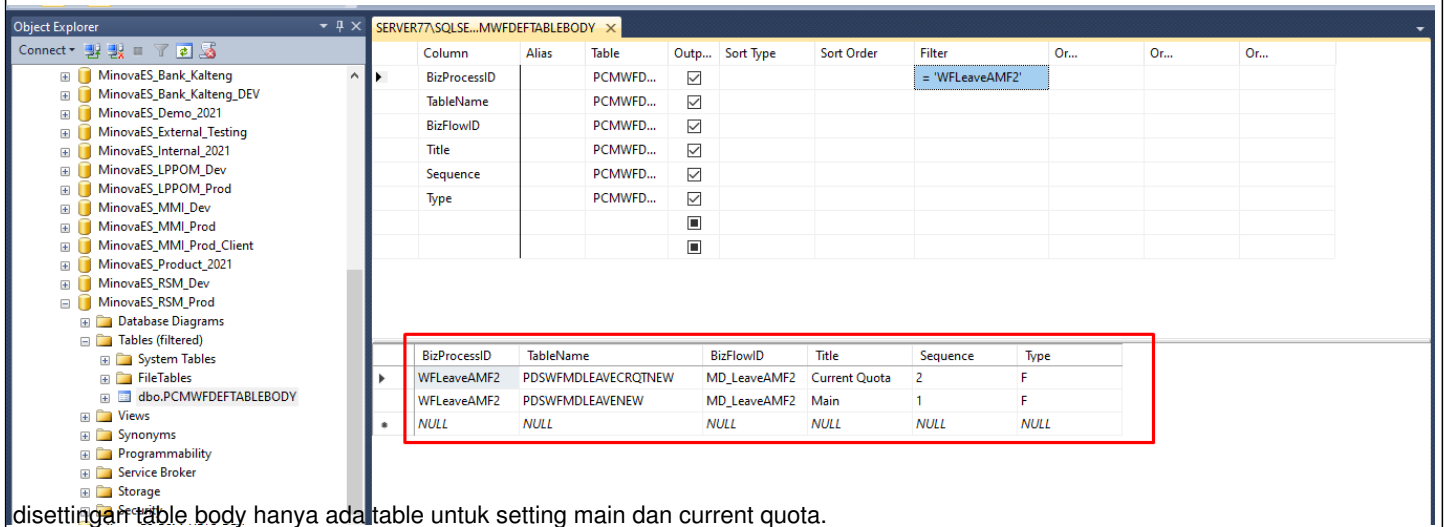 Object Explorer
SERVER77\SQLSE...MWFDEFTABLEBODY
Connect
MinovaES_Bank_Kalteng
MinovaES_Bank_Kalteng_DEV
MinovaES_Demo_2021
MinovaES_External_Testing
MinovaES_Internal_2021
MinovaES_LPPOM_Dev
MinovaES_LPPOM_Prod
MinovaES_MMI_Dev
MinovaES_MMI_Prod
MinovaES_MMI_Prod_Client
MinovaES_Product_2021
MinovaES_RSM_Dev
MinovaES_RSM_Prod
Database Diagrams
Tables (filtered)
System Tables
FileTables
dbo.PCMWFDEFTABLEBODY
Views
Synonyms
Programmability
Service Broker
Storage
Column Alias Table Outp... Sort Type Sort Order Filter Or... Or... Or...
BizProcessID PCMWFD... = 'WFLeaveAMF2'
TableName PCMWFD...
BizFlowID PCMWFD...
Title PCMWFD...
Sequence PCMWFD...
Type PCMWFD...
BizProcessID TableName BizFlowID Title Sequence Type
WFLeaveAMF2 PDSWFMDLEAVECRQTNEW MD_LeaveAMF2 Current Quota 2 F
WFLeaveAMF2 PDSWFMDLEAVENEW MD_LeaveAMF2 Main 1 F
NULL NULL NULL NULL NULL NULL
disettingan table body hanya ada table untuk setting main dan current quota.